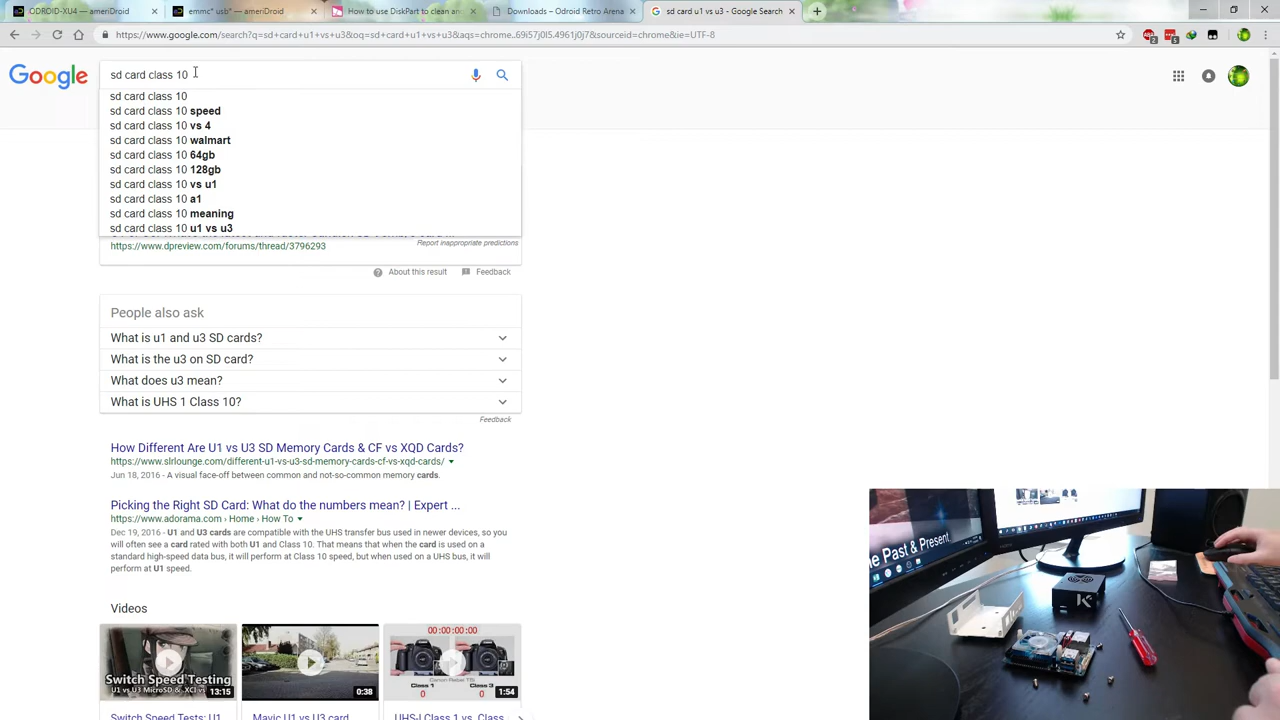 ODROID-XU4
emmc* usb*
How to use DiskPart to clean an
Downloads – Odroid Retro Arena
sd card u1 vs u3 - Google Search
https://www.google.com/search?q=sd+card+u1+vs+u3&oq=sd+card+u1+vs+u3&aqs=chrome..69i57j0l5.4961j0j7&sourceid=chrome&ie=UTF-8
Google
sd card class 10
sd card class 10
sd card class 10 speed
sd card class 10 vs 4
sd card class 10 walmart
sd card class 10 64gb
sd card class 10 128gb
sd card class 10 vs u1
sd card class 10 a1
sd card class 10 meaning
sd card class 10 u1 vs u3
Report inappropriate predictions
https://www.dpreview.com/forums/thread/3796293
About this result
Feedback
People also ask
What is u1 and u3 SD cards?
What is the u3 on SD card?
What does u3 mean?
What is UHS 1 Class 10?
Feedback
How Different Are U1 vs U3 SD Memory Cards & CF vs XQD Cards?
https://www.slrlounge.com/different-u1-vs-u3-sd-memory-cards-cf-vs-xqd-cards/
Jun 18, 2016 - A visual face-off between common and not-so-common memory cards.
Picking the Right SD Card: What do the numbers mean? | Expert ...
https://www.adorama.com › Home › How To
Dec 19, 2016 - U1 and U3 cards are compatible with the UHS transfer bus used in newer devices, so you
will often see a card rated with both U1 and Class 10. That means that when the card is used on a
standard high-speed data bus, it will perform at Class 10 speed, but when used on a UHS bus, it will
perform at U1 speed.
Videos
Switch Speed Testing
U1 vs U3 MicroSD & .XCI vs
13:15
0:38
00:00:00:00
Canon Rebel T5i
Class 1
Class 3
0
0
1:54
Switch Speed Tests: U1
Mavic U1 vs U3 card
UHS-I Class 1 vs. Class
he Past & Present.
K